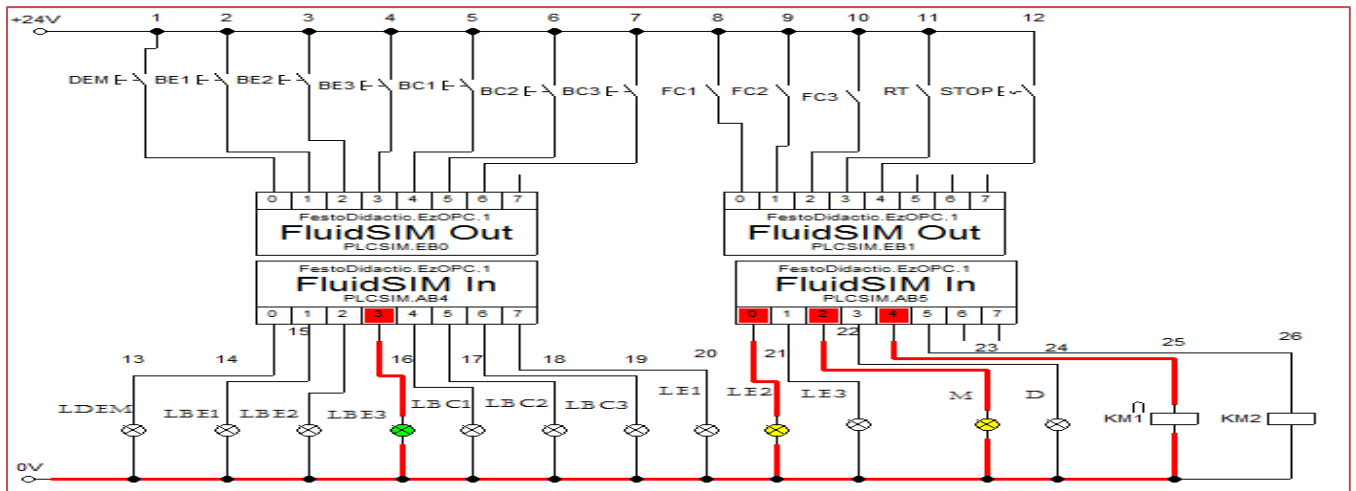 +24V 1 2 3 4 5 6 7 8 9 10 11 12
DEM BE1 BE2 BE3 BC1 BC2 BC3 FC1 FC2 FC3 RT STOP
0 1 2 3 4 5 6 7 0 1 2 3 4 5 6 7
FestoDidactic.EzOPC.1 FestoDidactic.EzOPC.1
FluidSIM Out FluidSIM Out
PLCSIM.EB0 PLCSIM.EB1
FestoDidactic.EzOPC.1 FestoDidactic.EzOPC.1
FluidSIM In FluidSIM In
PLCSIM.AB4 PLCSIM.AB5
0 1 2 3 4 5 6 7 0 1 2 3 4 5 6 7
13 14 15 16 17 18 19 20 21 22 23 24 25 26
LDEM LBE1 LBE2 LBE3 LBC1 LBC2 LBC3 LE1 LE2 LE3 M D KM1 KM2
0V